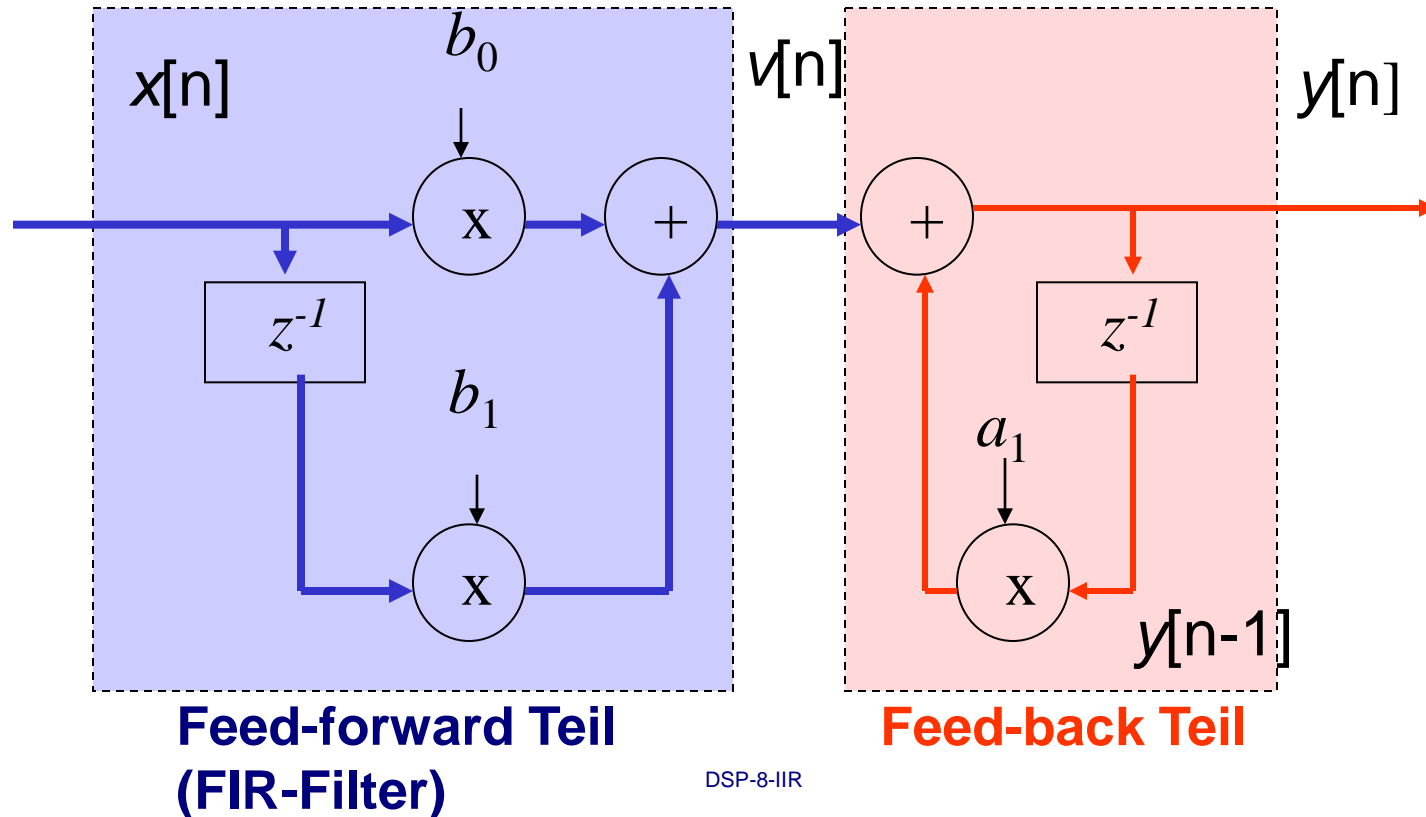 b₀
x[n]
v[n]
y[n]
x
+
+
z⁻¹
z⁻¹
b₁
a₁
x
x
y[n-1]
Feed-forward Teil
(FIR-Filter)
Feed-back Teil
DSP-8-IIR